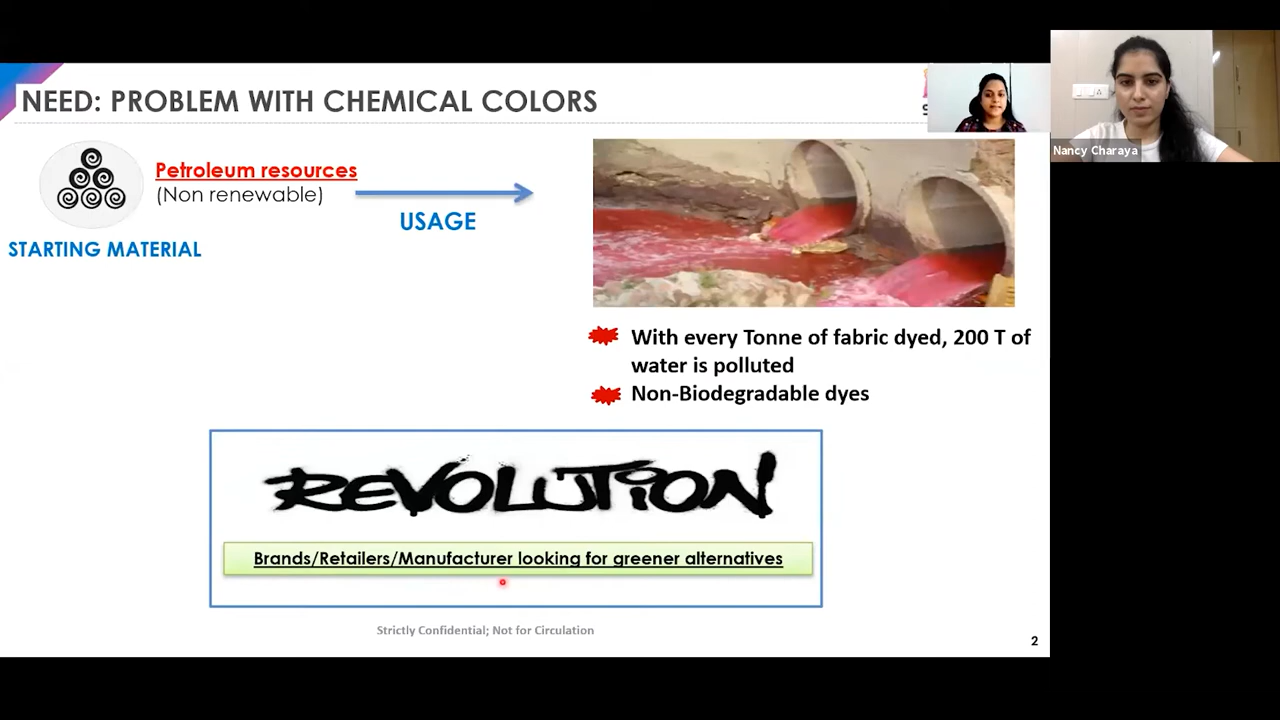 NEED: PROBLEM WITH CHEMICAL COLORS
Nancy Charaya
Petroleum resources
(Non renewable)
USAGE
STARTING MATERIAL
With every Tonne of fabric dyed, 200 T of
water is polluted
Non-Biodegradable dyes
REVOLUTiON
Brands/Retailers/Manufacturer looking for greener alternatives
Strictly Confidential; Not for Circulation
2